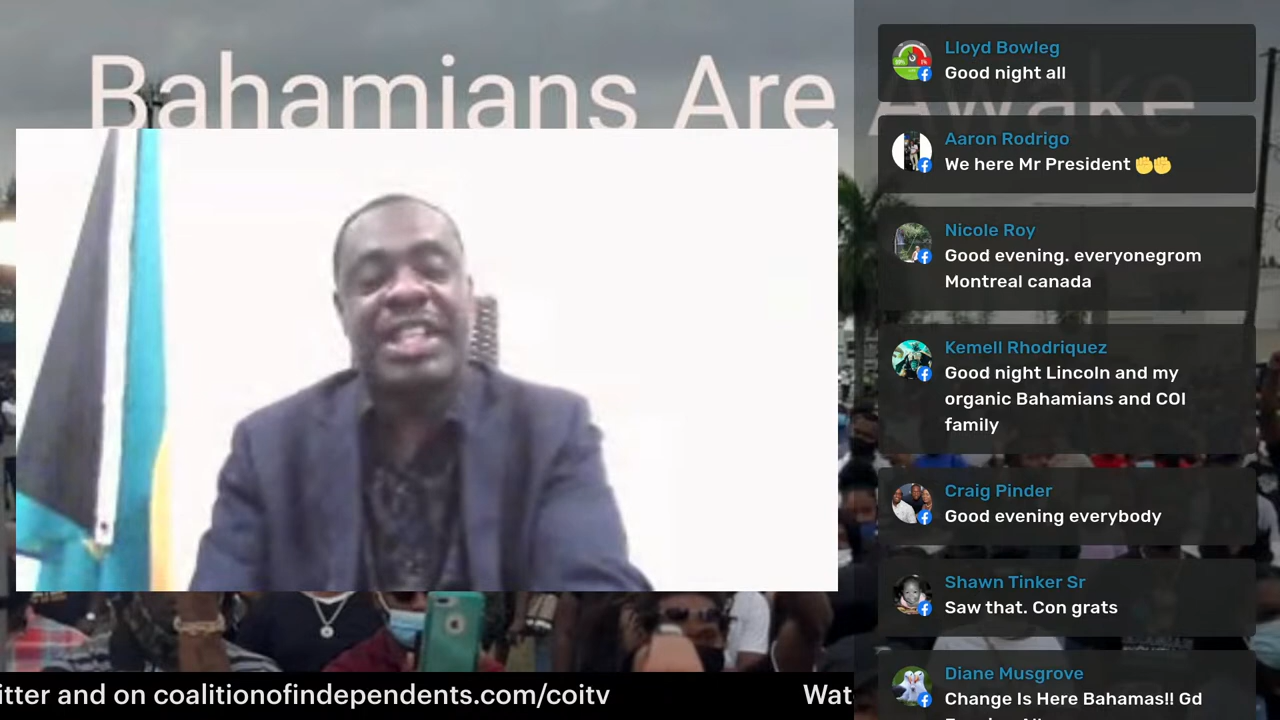 Bahamians Are Awake
Lloyd Bowleg
Good night all
Aaron Rodrigo
We here Mr President ✊✊
Nicole Roy
Good evening. everyonegrom
Montreal canada
Kemell Rhodriquez
Good night Lincoln and my
organic Bahamians and COI
family
Craig Pinder
Good evening everybody
Shawn Tinker Sr
Saw that. Con grats
Diane Musgrove
Change Is Here Bahamas!! Gd
itter and on coalitionofindependents.com/coitv
Wat